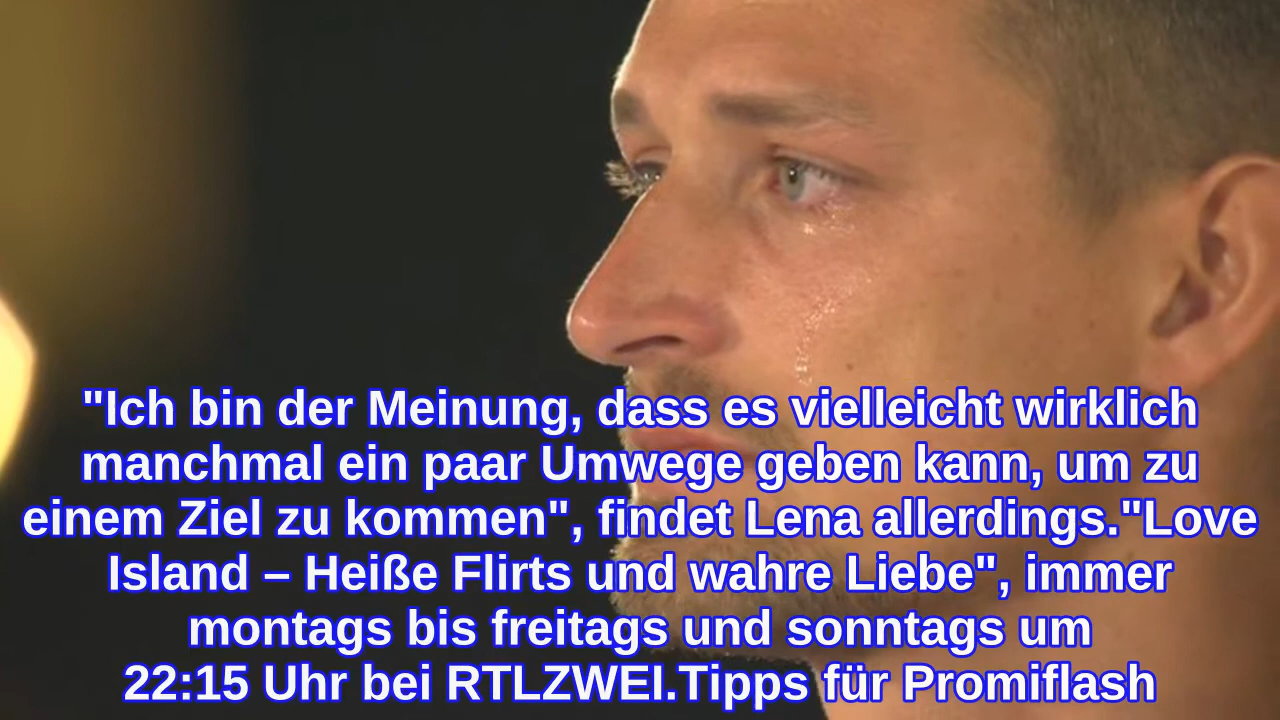 "Ich bin der Meinung, dass es vielleicht wirklich
manchmal ein paar Umwege geben kann, um zu
einem Ziel zu kommen", findet Lena allerdings."Love
Island – Heiße Flirts und wahre Liebe", immer
montags bis freitags und sonntags um
22:15 Uhr bei RTLZWEI.Tipps für Promiflash